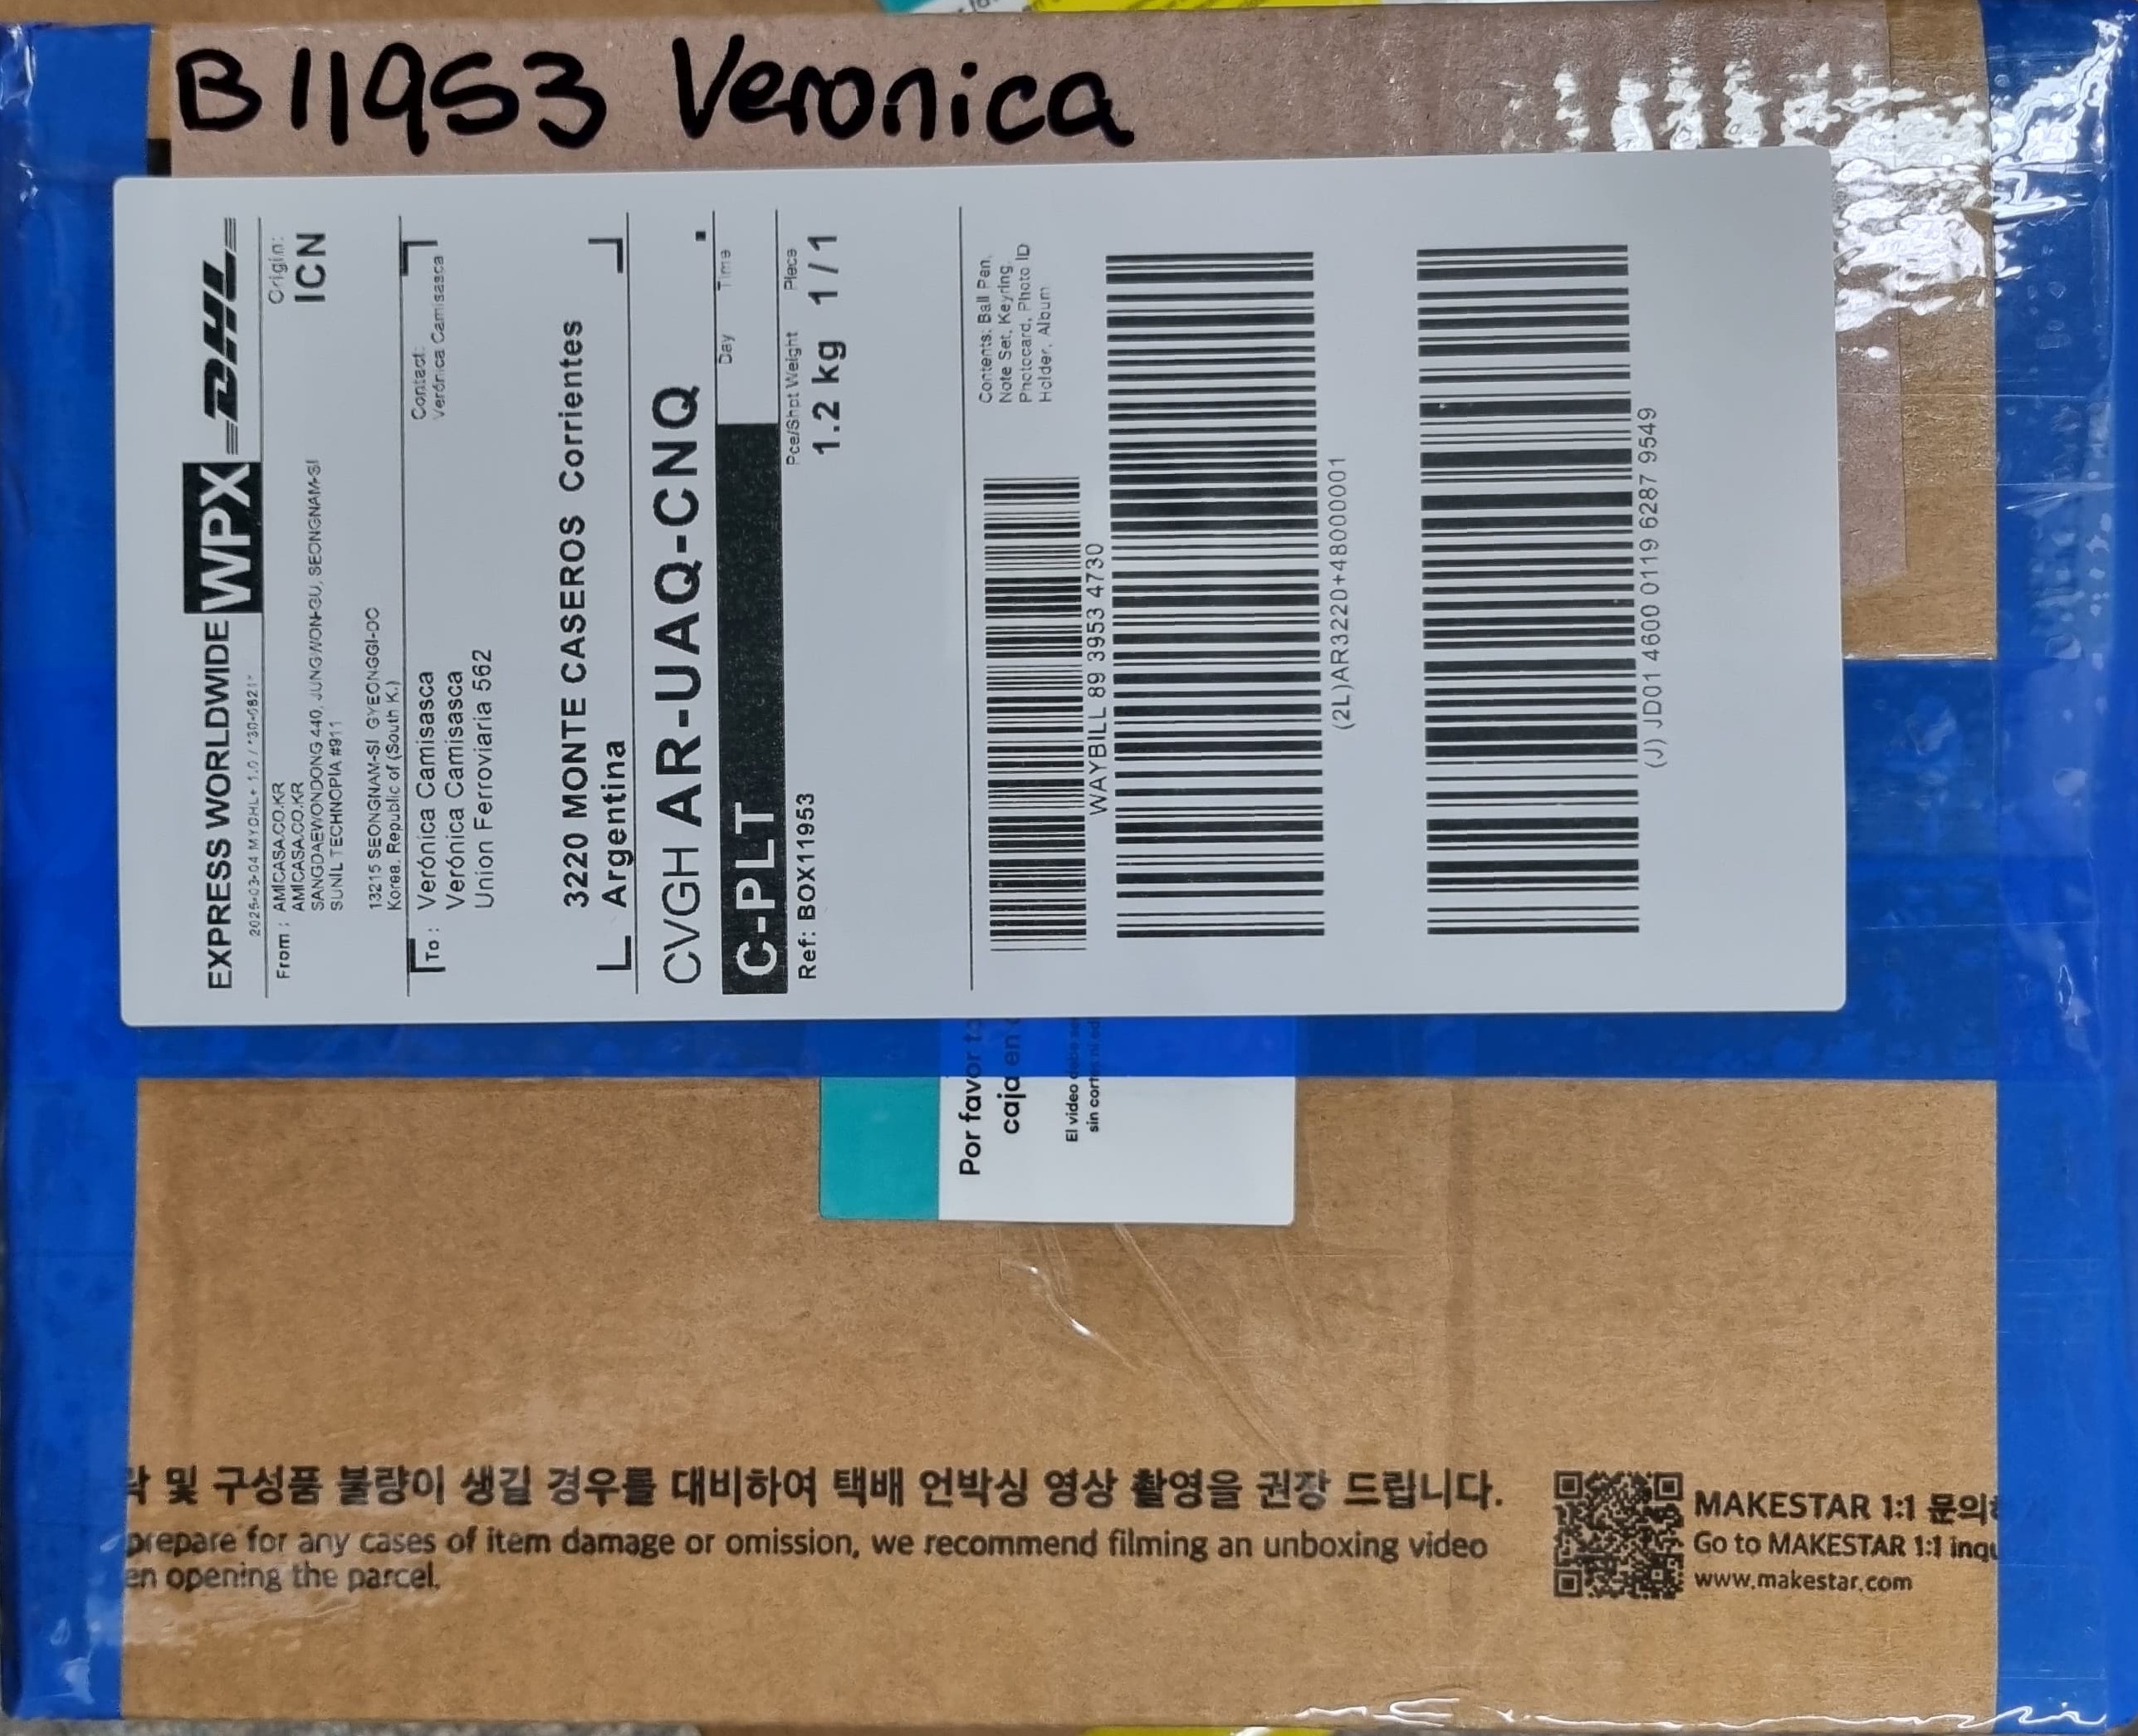 B11953 Veronica
EXPRESS WORLDWIDE WPX DHL
2025-03-04 MYDHL+ 1.0 / *30-0821*
Origin:
ICN
From : AMICASA.CO.KR
AMICASA.CO.KR
SANGDAEWONDONG 440, JUNGWON-GU, SEONGNAM-SI
SUNIL TECHNOPIA #911
13215 SEONGNAM-SI GYEONGGI-DO
Korea, Republic of (South K.)
To : Verónica Camisasca
Verónica Camisasca
Union Ferroviaria 562
Contact:
Verónica Camisasca
3220 MONTE CASEROS Corrientes
Argentina
CVGH AR-UAQ-CNQ
C-PLT
Day Time
Ref: BOX11953
Pce/Shpt Weight Piece
1.2 kg 1 / 1
Contents: Ball Pen,
Note Set, Keyring,
Photocard, Photo ID
Holder, Album
WAYBILL 89 3953 4730
(2L)AR3220+48000001
(J) JD01 4600 0119 6287 9549
Por favor
caja en
El video
sin
및 구성품 불량이 생길 경우를 대비하여 택배 언박싱 영상 촬영을 권장 드립니다.
prepare for any cases of item damage or omission, we recommend filming an unboxing video
en opening the parcel.
MAKESTAR 1:1 문의
Go to MAKESTAR 1:1 inqu
www.makestar.com